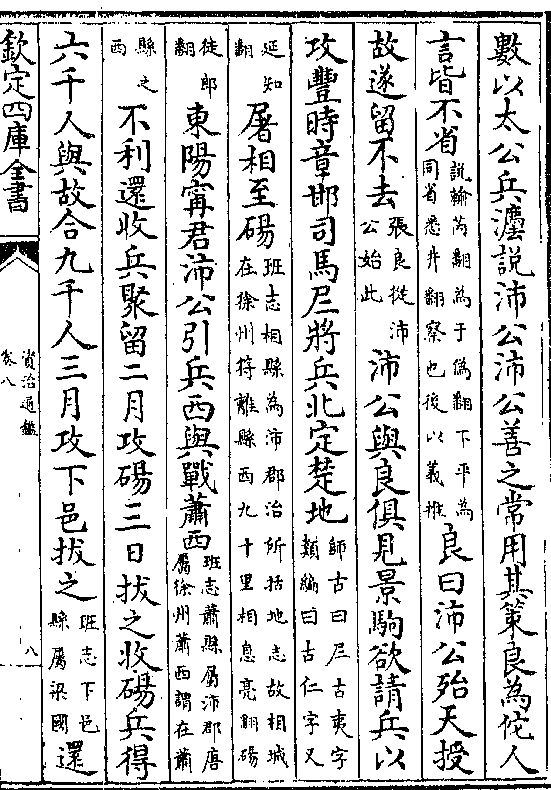 數以太公兵灋說沛公沛公善之常用其策良為佗人
言皆不省說輸芮翻為于偽翻下平為同省悉井翻察也後以義推良曰沛公殆天授
故遂留不去張良從沛公始此沛公與良俱見景駒欲請兵以
攻豐時章邯司馬𡰥將兵北定楚地師古曰𡰥古夷字類編曰古仁字又
延知翻屠相至碭班志相縣為沛郡治所括地志故相城在徐州符離縣西九十里相息亮翻碭
徒郎翻東陽甯君沛公引兵西與戰蕭西班志蕭縣屬沛郡唐屬徐州蕭西謂在蕭
縣之西不利還收兵聚留二月攻碭三日拔之收碭兵得
六千人與故合九千人三月攻下邑拔之班志下邑縣屬梁國還
欽定四庫全書
資治通鑑
卷八
八